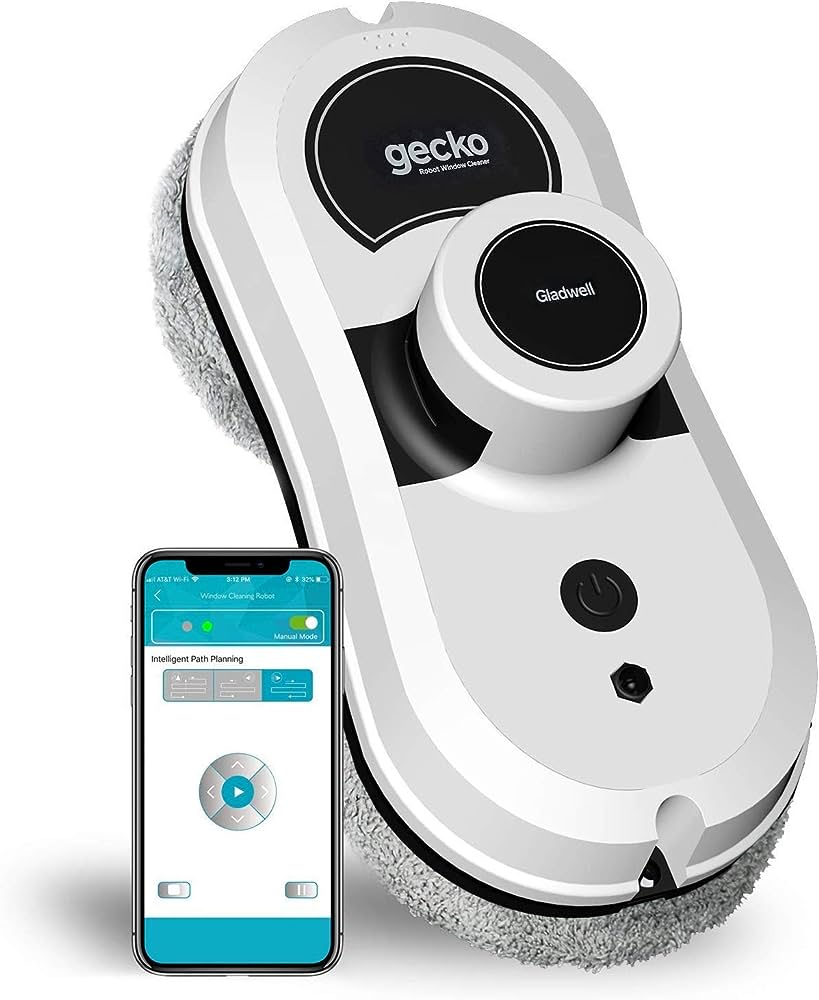 gecko
Robot Window Cleaner
Gladwell
AT&T Wi-Fi 3:12 PM 32%
Window Cleaning Robot
Manual Mode
Intelligent Path Planning